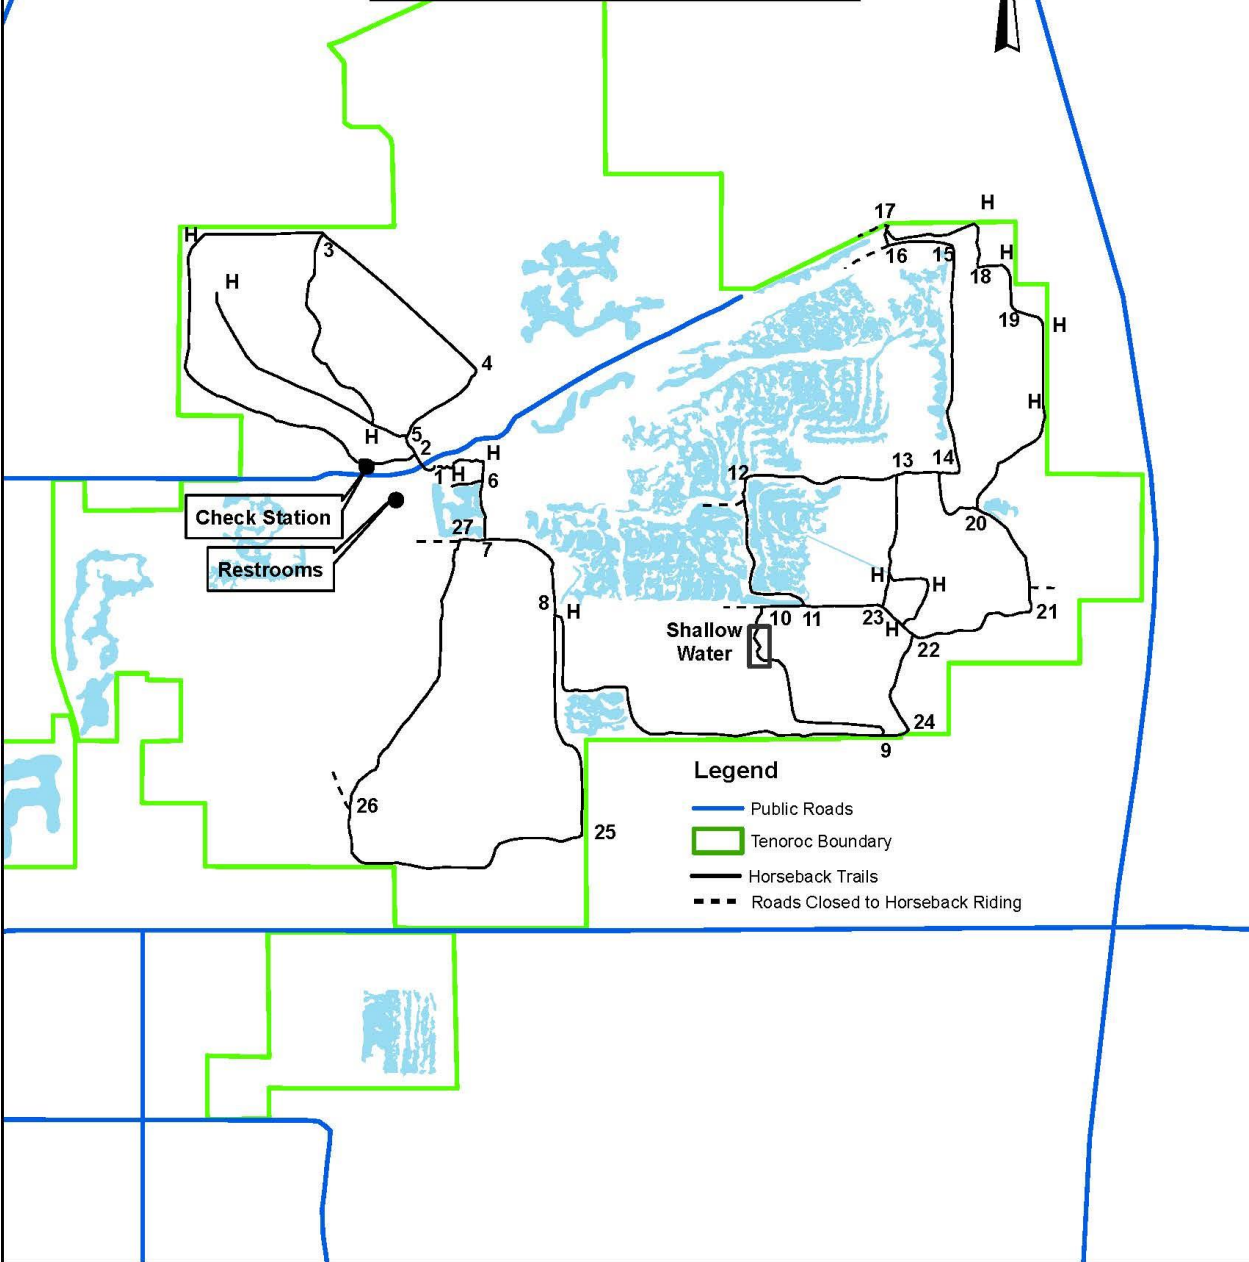 17
H
H
3
16
15
H
18
H
19
H
4
H
5
H
2
H
1
H
6
12
13
14
Check Station
27
7
20
Restrooms
H
H
8
H
10
11
23
21
Shallow
Water
H
22
24
9
Legend
26
25
Public Roads
Tenoroc Boundary
Horseback Trails
Roads Closed to Horseback Riding